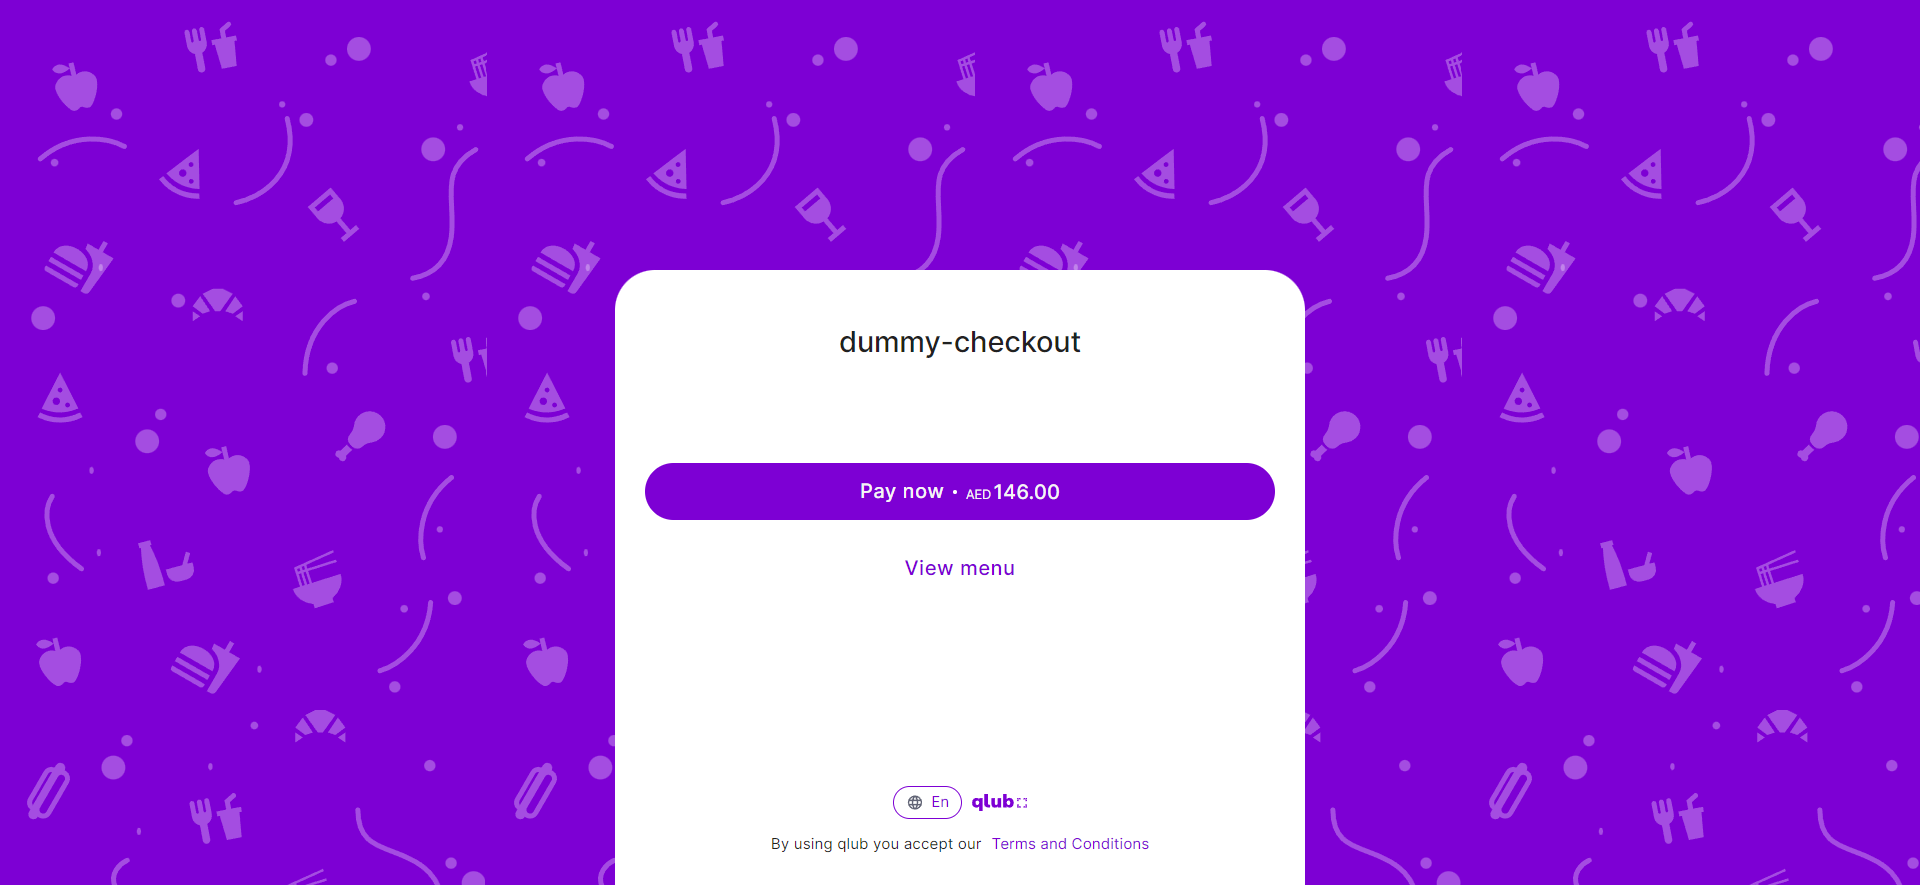 dummy-checkout
Pay now • AED 146.00
View menu
En qlub
By using qlub you accept our Terms and Conditions